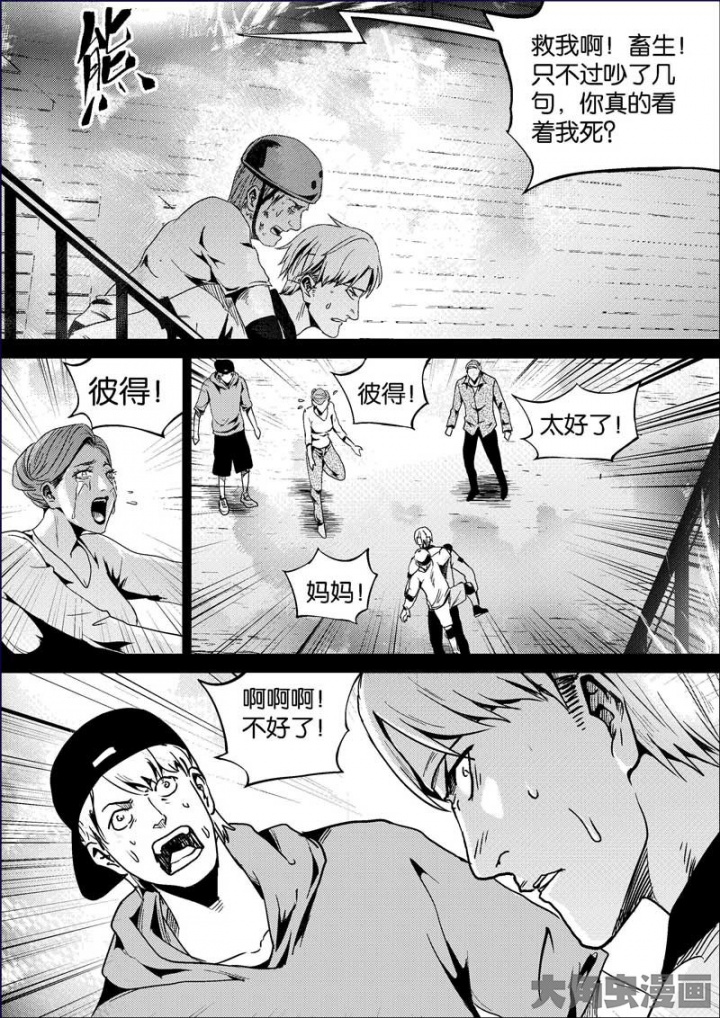 熊
救我啊！畜生！
只不过吵了几
句，你真的看
着我死？
彼得！
彼得！
太好了！
妈妈！
啊啊啊！
不好了！
大角虫漫画